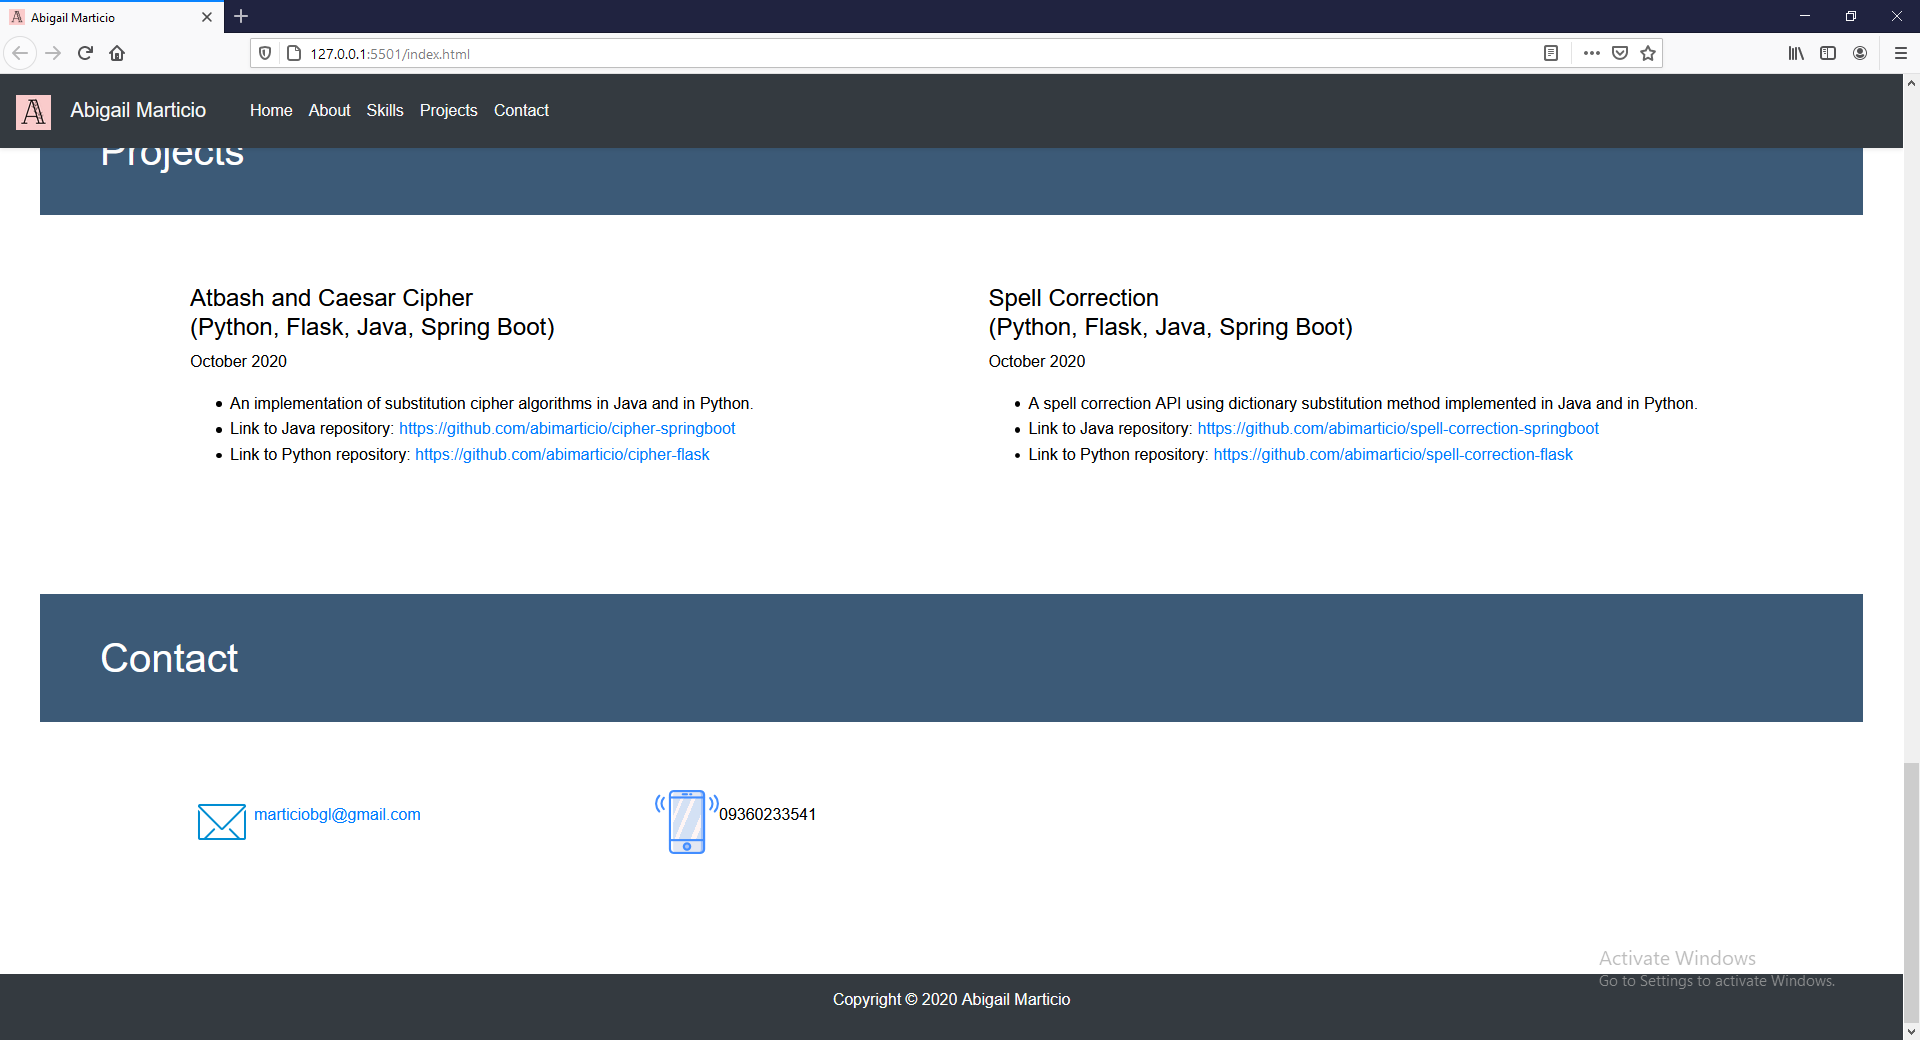 Abigail Marticio
127.0.0.1:5501/index.html
A Abigail Marticio Home About Skills Projects Contact
Projects
Atbash and Caesar Cipher
(Python, Flask, Java, Spring Boot)
October 2020
• An implementation of substitution cipher algorithms in Java and in Python.
• Link to Java repository: https://github.com/abimarticio/cipher-springboot
• Link to Python repository: https://github.com/abimarticio/cipher-flask
Spell Correction
(Python, Flask, Java, Spring Boot)
October 2020
• A spell correction API using dictionary substitution method implemented in Java and in Python.
• Link to Java repository: https://github.com/abimarticio/spell-correction-springboot
• Link to Python repository: https://github.com/abimarticio/spell-correction-flask
Contact
marticiobgl@gmail.com
09360233541
Activate Windows
Go to Settings to activate Windows.
Copyright © 2020 Abigail Marticio